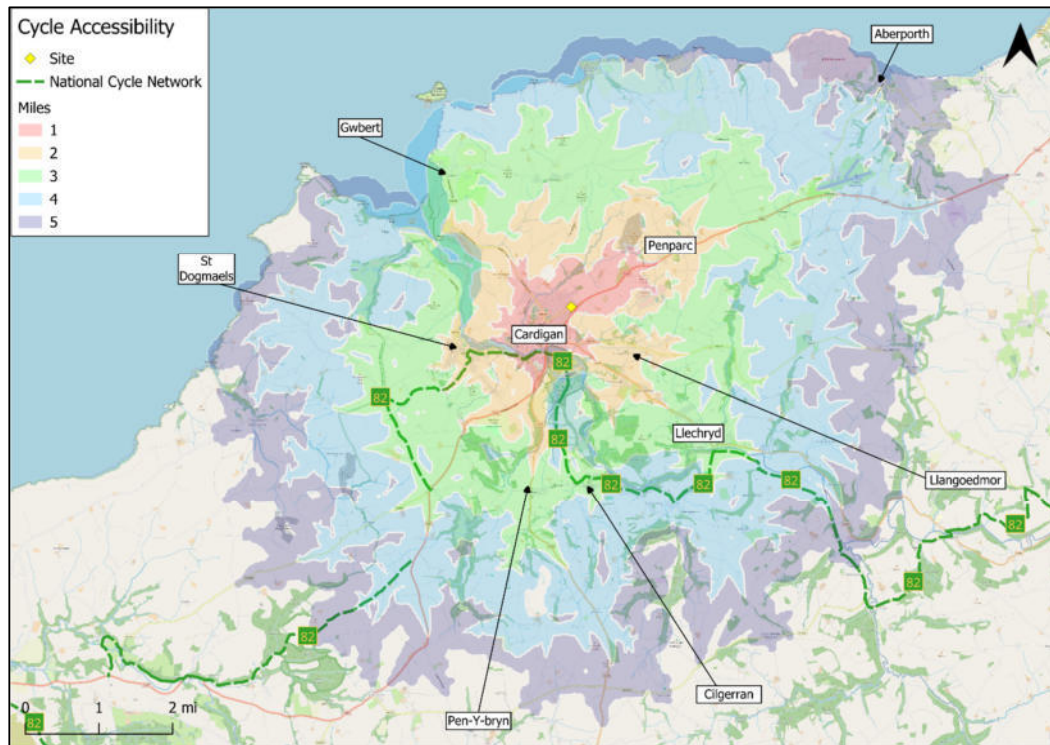 Cycle Accessibility
Site
National Cycle Network
Miles
1
2
3
4
5
Aberporth
Gwbert
Penparc
St
Dogmaels
Cardigan
82
82
82
Llechryd
82
82
82
Llangoedmor
82
82
82
Cilgerran
Pen-Y-bryn
0 1 2 mi
82